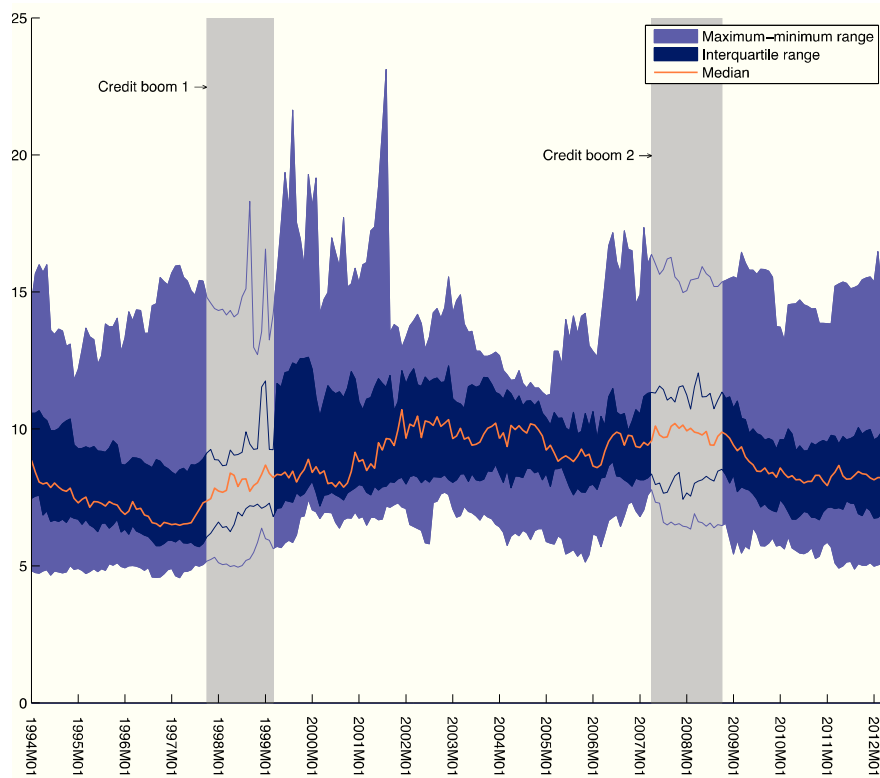 25
Maximum−minimum range
Interquartile range
Median
Credit boom 1
20
Credit boom 2
15
10
5
0
1994M01
1995M01
1996M01
1997M01
1998M01
1999M01
2000M01
2001M01
2002M01
2003M01
2004M01
2005M01
2006M01
2007M01
2008M01
2009M01
2010M01
2011M01
2012M01